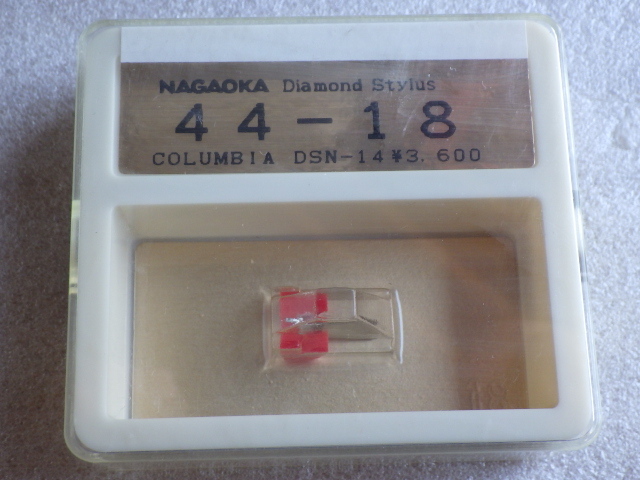 NAGAOKA Diamond Stylus
44-18
COLUMBIA DSN-14 ¥3,600